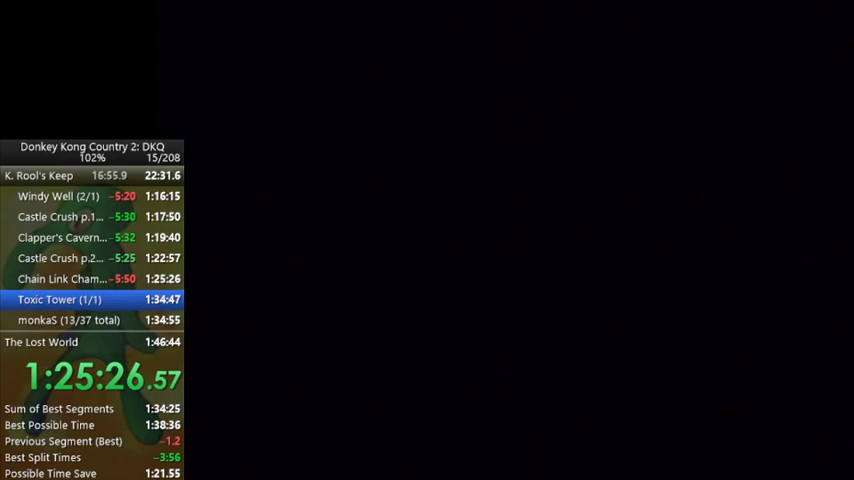 Donkey Kong Country 2: DKQ
102% 15/208
K. Rool's Keep 16:55.9 22:31.6
Windy Well (2/1) −5:20 1:16:15
Castle Crush p.1... −5:30 1:17:50
Clapper's Cavern... −5:32 1:19:40
Castle Crush p.2... −5:25 1:22:57
Chain Link Cham... −5:50 1:25:26
Toxic Tower (1/1) 1:34:47
monkaS (13/37 total) 1:34:55
The Lost World 1:46:44
1:25:26.57
Sum of Best Segments 1:34:25
Best Possible Time 1:38:36
Previous Segment (Best) −1.2
Best Split Times −3:56
Possible Time Save 1:21.55